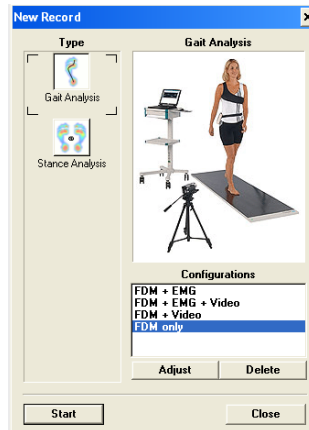 New Record
Type
Gait Analysis
Stance Analysis
Gait Analysis
Configurations
FDM + EMG
FDM + EMG + Video
FDM + Video
FDM only
Adjust
Delete
Start
Close